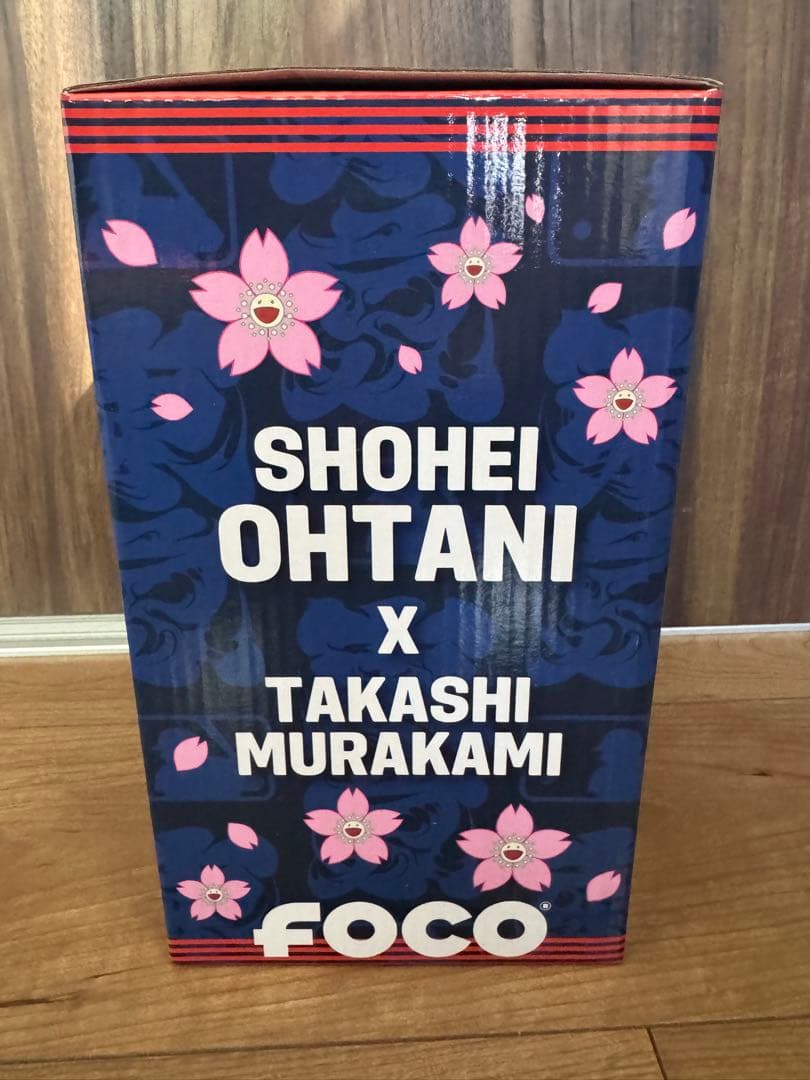 SHOHEI
OHTANI
X
TAKASHI
MURAKAMI
FOCO®